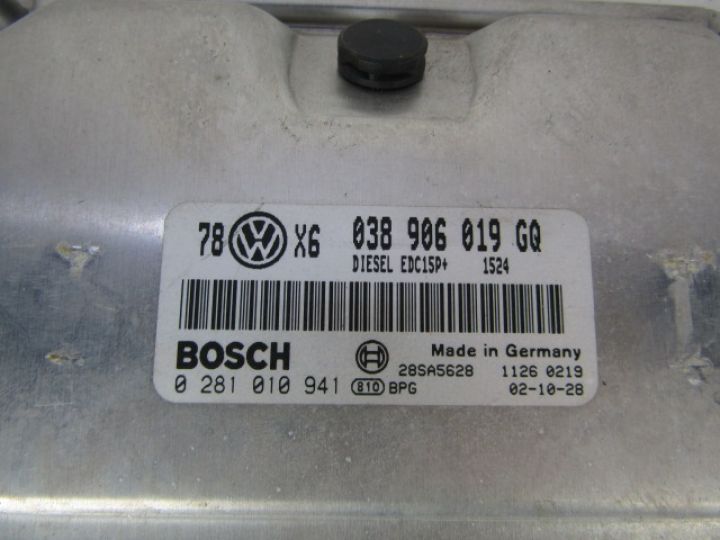 78 VW X6 038 906 019 GQ
DIESEL EDC15P+ 1524
BOSCH Made in Germany
28SA5628 1126 0219
0 281 010 941 810 BPG 02-10-28